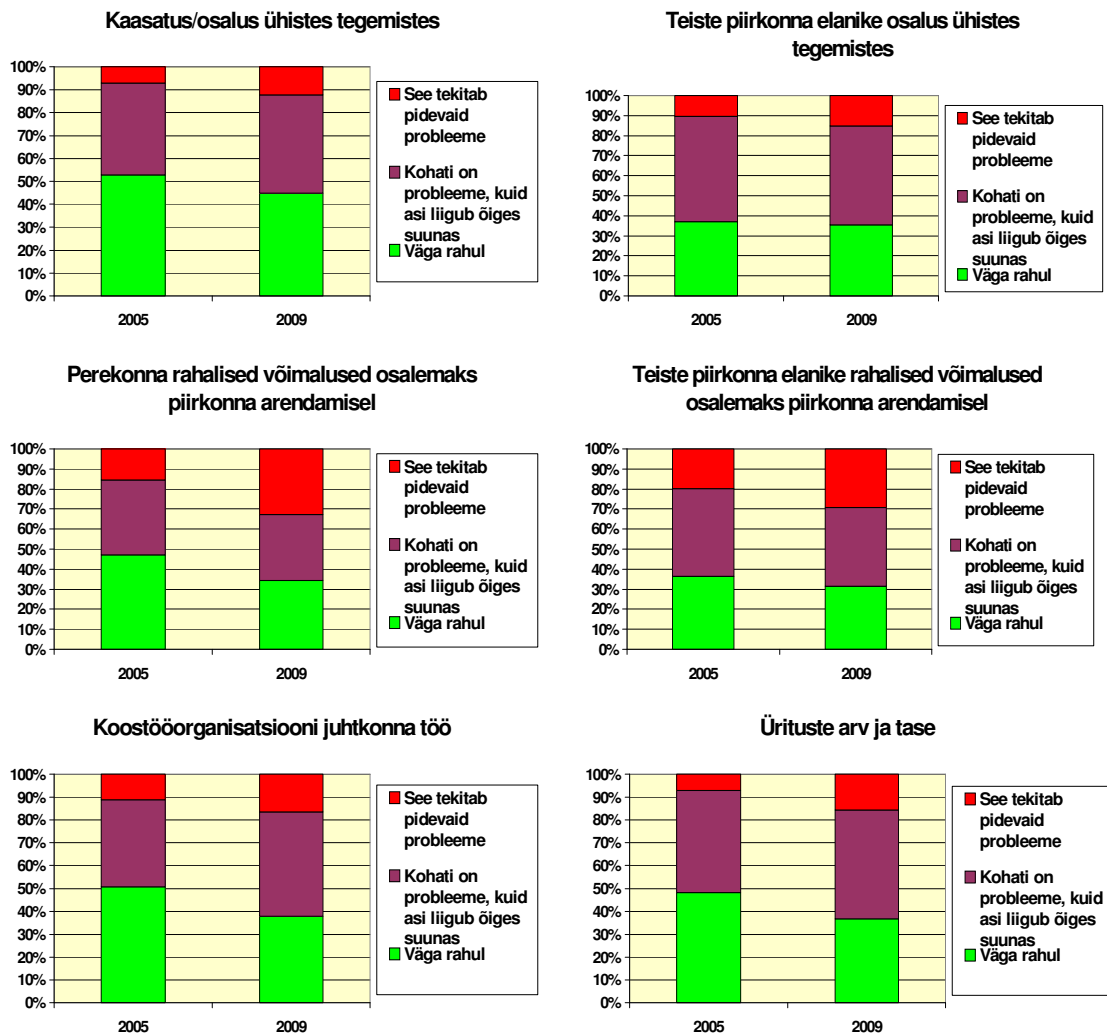 Kaasatus/osalus ühistes tegemistes
100%
90%
80%
70%
60%
50%
40%
30%
20%
10%
0%
2005
2009
See tekitab
pidevaid
probleeme
Kohati on
probleeme, kuid
asi liigub õiges
suunas
Väga rahul
Teiste piirkonna elanike osalus ühistes
tegemistes
100%
90%
80%
70%
60%
50%
40%
30%
20%
10%
0%
2005
2009
See tekitab
pidevaid
probleeme
Kohati on
probleeme, kuid
asi liigub õiges
suunas
Väga rahul
Perekonna rahalised võimalused osalemaks
piirkonna arendamisel
100%
90%
80%
70%
60%
50%
40%
30%
20%
10%
0%
2005
2009
See tekitab
pidevaid
probleeme
Kohati on
probleeme, kuid
asi liigub õiges
suunas
Väga rahul
Teiste piirkonna elanike rahalised võimalused
osalemaks piirkonna arendamisel
100%
90%
80%
70%
60%
50%
40%
30%
20%
10%
0%
2005
2009
See tekitab
pidevaid
probleeme
Kohati on
probleeme, kuid
asi liigub õiges
suunas
Väga rahul
Koostööorganisatsiooni juhtkonna töö
100%
90%
80%
70%
60%
50%
40%
30%
20%
10%
0%
2005
2009
See tekitab
pidevaid
probleeme
Kohati on
probleeme, kuid
asi liigub õiges
suunas
Väga rahul
Ürituste arv ja tase
100%
90%
80%
70%
60%
50%
40%
30%
20%
10%
0%
2005
2009
See tekitab
pidevaid
probleeme
Kohati on
probleeme, kuid
asi liigub õiges
suunas
Väga rahul